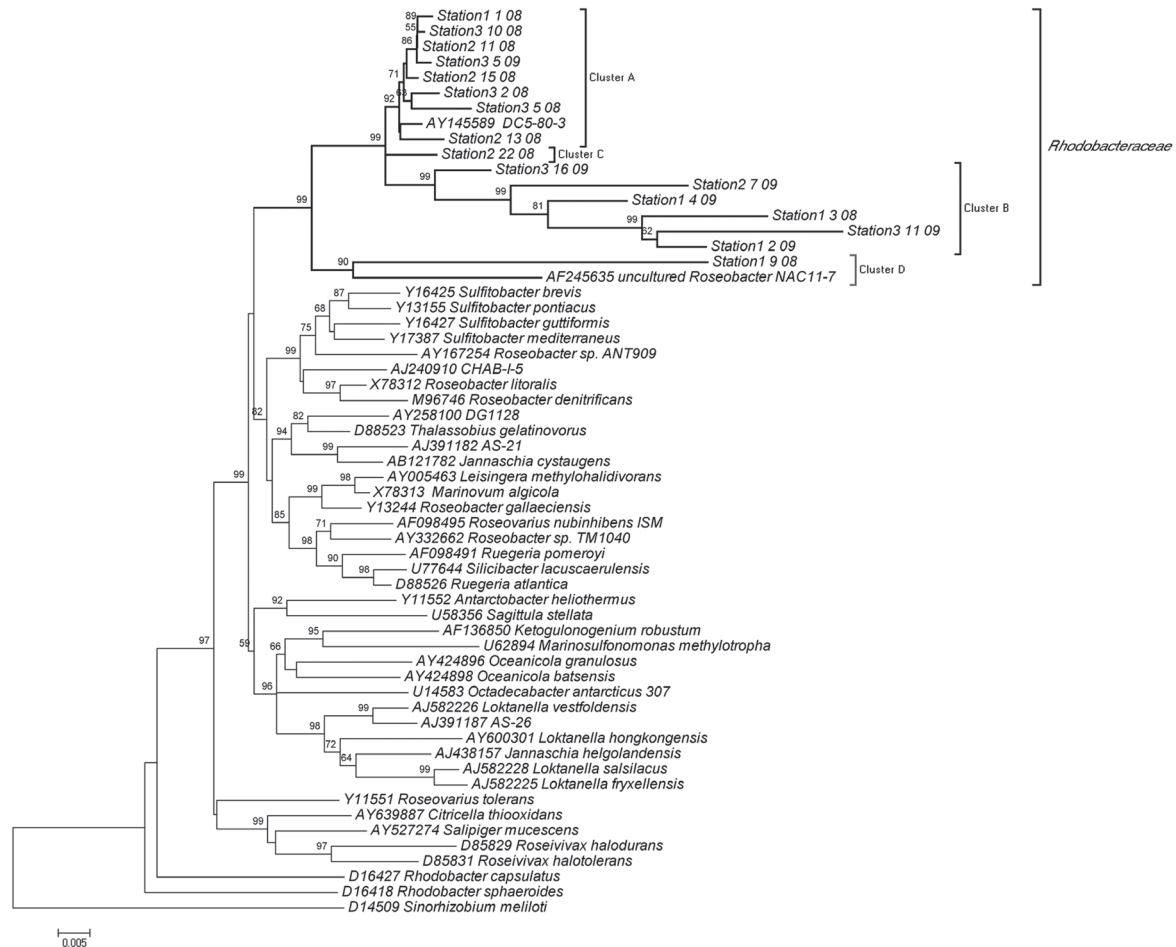 89 Station1 1 08
55 Station3 10 08
86 Station2 11 08
Station3 5 09
71 Station2 15 08
Cluster A
63 Station3 2 08
92 Station3 5 08
AY145589 DC5-80-3
99 Station2 13 08
Rhodobacteraceae
Station2 22 08 Cluster C
99 Station3 16 09
99 Station2 7 09
99 81 Station1 4 09
Cluster B
99 Station1 3 08
62 Station3 11 09
Station1 2 09
90 Station1 9 08
Cluster D
AF245635 uncultured Roseobacter NAC11-7
87 Y16425 Sulfitobacter brevis
68 Y13155 Sulfitobacter pontiacus
Y16427 Sulfitobacter guttiformis
75 Y17387 Sulfitobacter mediterraneus
99 AY167254 Roseobacter sp. ANT909
AJ240910 CHAB-I-5
97 X78312 Roseobacter litoralis
M96746 Roseobacter denitrificans
82 82 AY258100 DG1128
94 D88523 Thalassobius gelatinovorus
99 AJ391182 AS-21
AB121782 Jannaschia cystaugens
99 98 AY005463 Leisingera methylohalidivorans
99 X78313 Marinovum algicola
Y13244 Roseobacter gallaeciensis
85 71 AF098495 Roseovarius nubinhibens ISM
98 AY332662 Roseobacter sp. TM1040
90 AF098491 Ruegeria pomeroyi
98 U77644 Silicibacter lacuscaerulensis
D88526 Ruegeria atlantica
92 Y11552 Antarctobacter heliothermus
U58356 Sagittula stellata
95 AF136850 Ketogulonogenium robustum
97 59 66 U62894 Marinosulfonomonas methylotropha
AY424896 Oceanicola granulosus
AY424898 Oceanicola batsensis
96 U14583 Octadecabacter antarcticus 307
99 AJ582226 Loktanella vestfoldensis
98 AJ391187 AS-26
72 AY600301 Loktanella hongkongensis
64 AJ438157 Jannaschia helgolandensis
99 AJ582228 Loktanella salsilacus
AJ582225 Loktanella fryxellensis
Y11551 Roseovarius tolerans
99 AY639887 Citricella thiooxidans
AY527274 Salipiger mucescens
97 D85829 Roseivivax halodurans
D85831 Roseivivax halotolerans
D16427 Rhodobacter capsulatus
D16418 Rhodobacter sphaeroides
D14509 Sinorhizobium meliloti
0.005